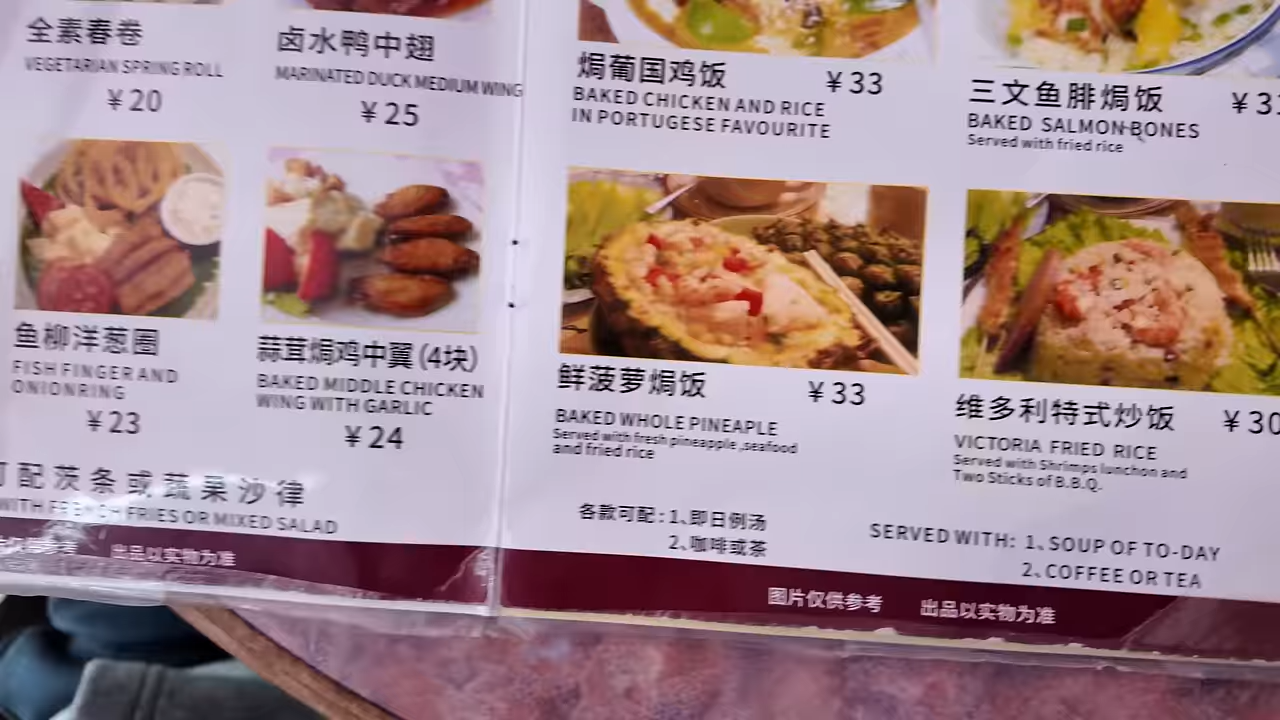 全素春卷
VEGETARIAN SPRING ROLL
¥20
卤水鸭中翅
MARINATED DUCK MEDIUM WING
¥25
鱼柳洋葱圈
FISH FINGER AND
ONIONRING
¥23
蒜茸焗鸡中翼(4块)
BAKED MIDDLE CHICKEN
WING WITH GARLIC
¥24
配茨条或蔬果沙律
WITH FRENCH FRIES OR MIXED SALAD
出品以实物为准
焗葡国鸡饭 ¥33
BAKED CHICKEN AND RICE
IN PORTUGESE FAVOURITE
三文鱼腓焗饭
BAKED SALMON BONES
Served with fried rice
鲜菠萝焗饭 ¥33
BAKED WHOLE PINEAPLE
Served with fresh pineapple ,seafood
and fried rice
维多利特式炒饭 ¥30
VICTORIA FRIED RICE
Served with Shrimps lunchon and
Two Sticks of B.B.Q.
各款可配:1、即日例汤
2、咖啡或茶
SERVED WITH: 1、SOUP OF TO-DAY
2、COFFEE OR TEA
图片仅供参考 出品以实物为准